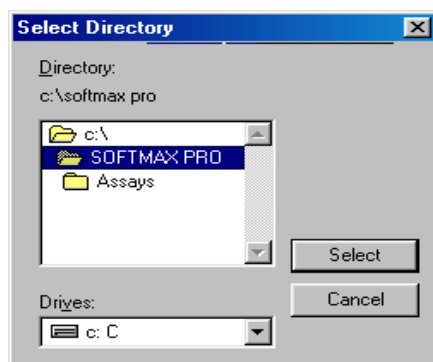 Select Directory
Directory:
c:\softmax pro
c:\
SOFTMAX PRO
Assays
Select
Drives:
Cancel
c: C